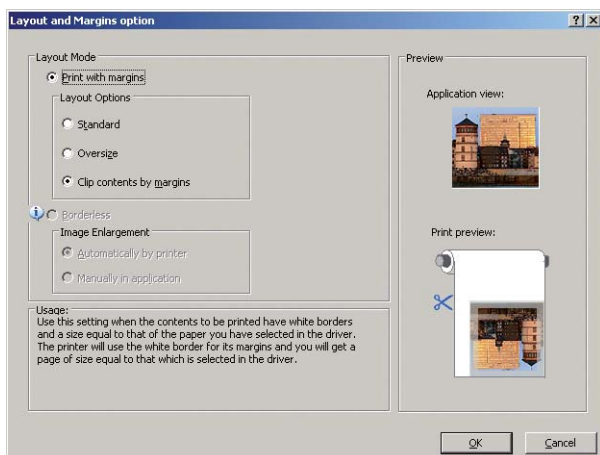 Layout and Margins option
Layout Mode
Print with margins
Layout Options
Standard
Oversize
Clip contents by margins
Borderless
Image Enlargement
Automatically by printer
Manually in application
Usage:
Use this setting when the contents to be printed have white borders
and a size equal to that of the paper you have selected in the driver.
The printer will use the white border for its margins and you will get a
page of size equal to that which is selected in the driver.
Preview
Application view:
Print preview:
OK
Cancel